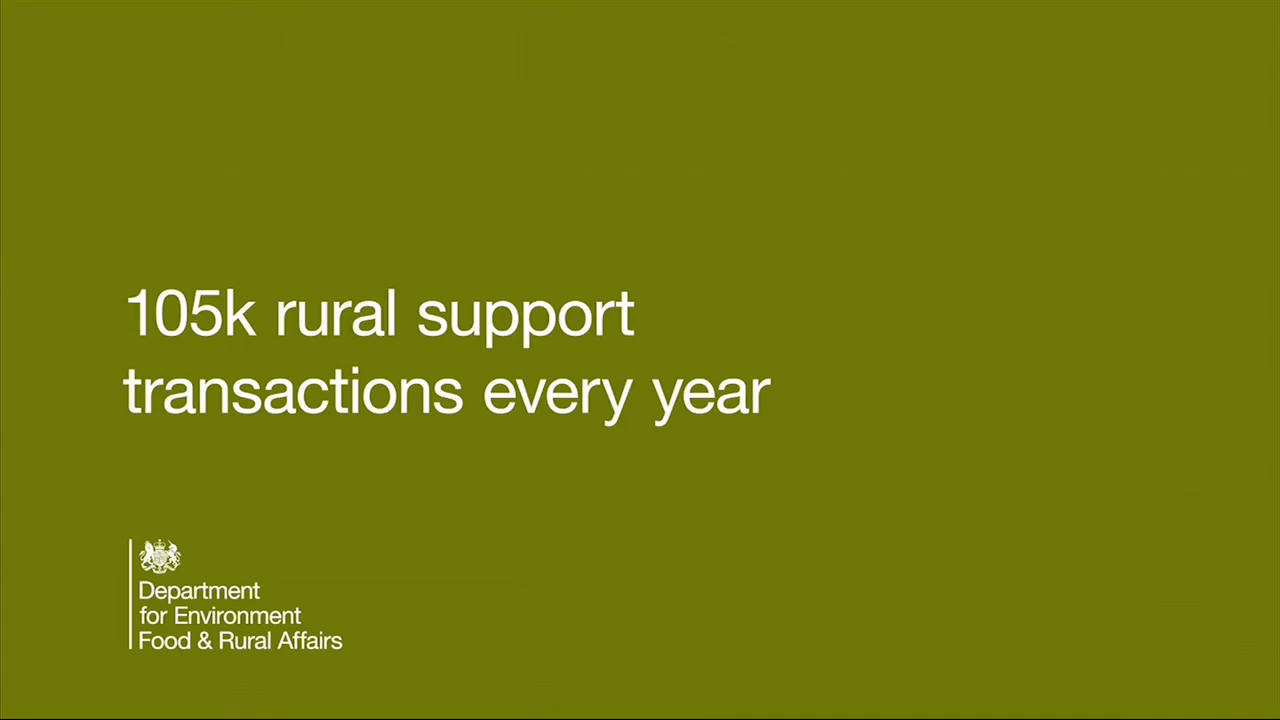 105k rural support
transactions every year
Department
for Environment
Food & Rural Affairs